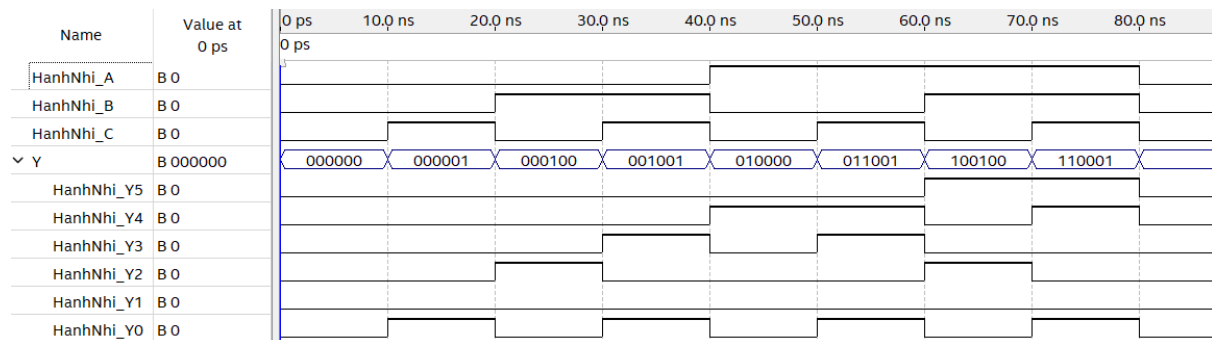 Name Value at 0 ps 0 ps 10.0 ns 20.0 ns 30.0 ns 40.0 ns 50.0 ns 60.0 ns 70.0 ns 80.0 ns
0 ps
HanhNhi_A B 0
HanhNhi_B B 0
HanhNhi_C B 0
Y B 000000 000000 000001 000100 001001 010000 011001 100100 110001
HanhNhi_Y5 B 0
HanhNhi_Y4 B 0
HanhNhi_Y3 B 0
HanhNhi_Y2 B 0
HanhNhi_Y1 B 0
HanhNhi_Y0 B 0